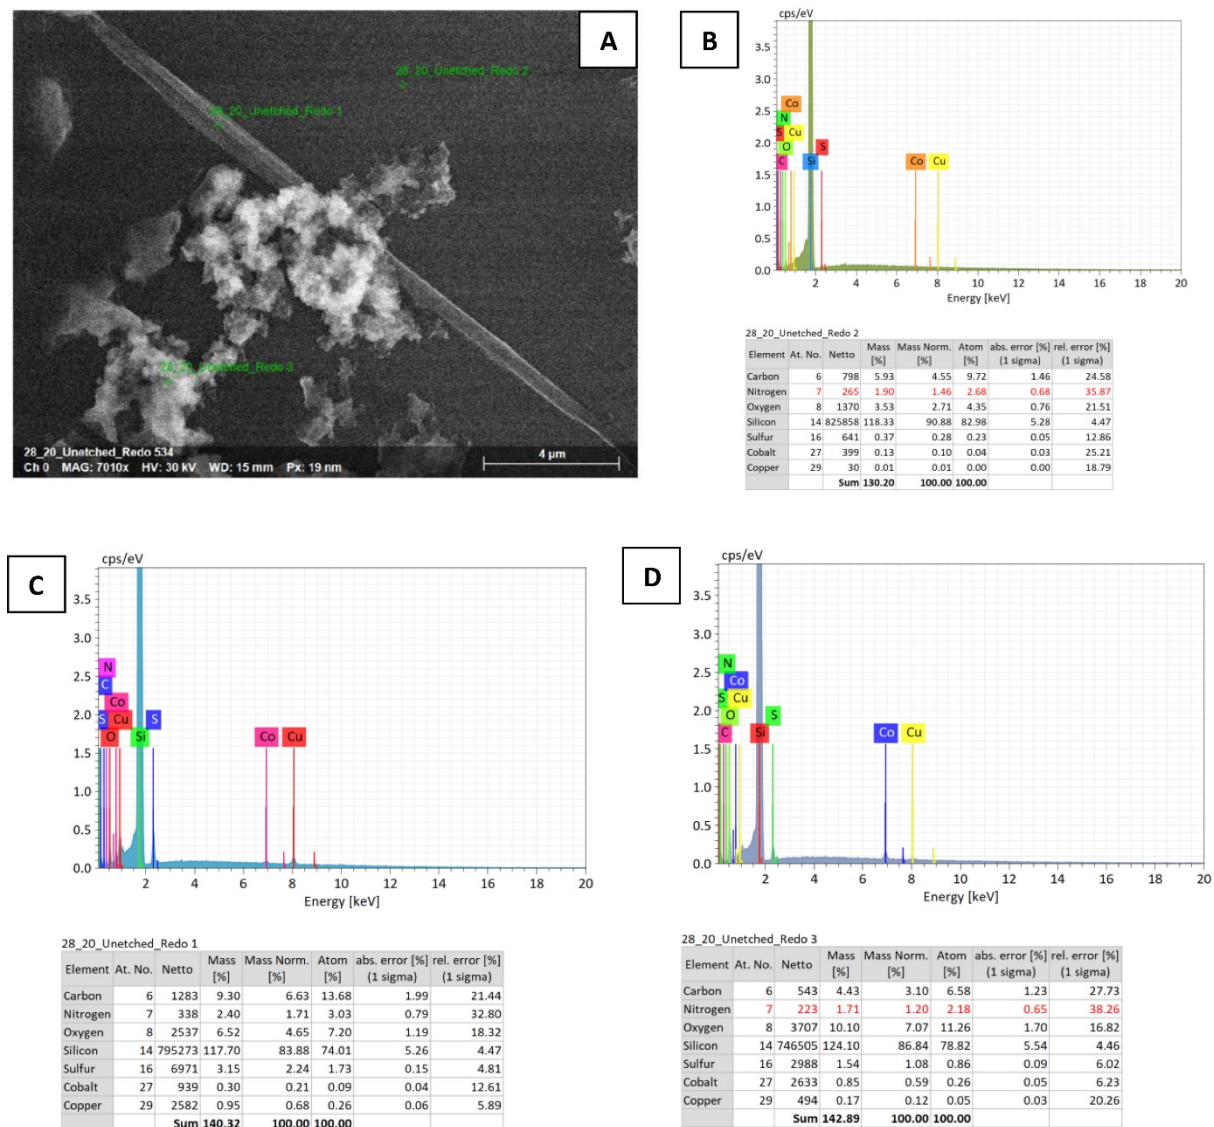 A
28_20_Unetched_Redo 2
28_20_Unetched_Redo 1
28_20_Unetched_Redo 3
28_20_Unetched_Redo 534
Ch 0 MAG: 7010x HV: 30 kV WD: 15 mm Px: 19 nm
4 µm
B
cps/eV
3.5
3.0
2.5
2.0
1.5
1.0
0.5
0.0
Co
N
S Cu
O S
C Si Co Cu
2 4 6 8 10 12 14 16 18 20
Energy [keV]
28_20_Unetched_Redo 2
Element At. No. Netto Mass [%] Mass Norm. [%] Atom [%] abs. error [%] (1 sigma) rel. error [%] (1 sigma)
Carbon 6 798 5.93 4.55 9.72 1.46 24.58
Nitrogen 7 265 1.90 1.46 2.68 0.68 35.87
Oxygen 8 1370 3.53 2.71 4.35 0.76 21.51
Silicon 14 825858 118.33 90.88 82.98 5.28 4.47
Sulfur 16 641 0.37 0.28 0.23 0.05 12.86
Cobalt 27 399 0.13 0.10 0.04 0.03 25.21
Copper 29 30 0.01 0.01 0.00 0.00 18.79
Sum 130.20 100.00 100.00
C
cps/eV
3.5
3.0
2.5
2.0
1.5
1.0
0.5
0.0
N
C
Co
S Cu S
O Si Co Cu
2 4 6 8 10 12 14 16 18 20
Energy [keV]
28_20_Unetched_Redo 1
Element At. No. Netto Mass [%] Mass Norm. [%] Atom [%] abs. error [%] (1 sigma) rel. error [%] (1 sigma)
Carbon 6 1283 9.30 6.63 13.68 1.99 21.44
Nitrogen 7 338 2.40 1.71 3.03 0.79 32.80
Oxygen 8 2537 6.52 4.65 7.20 1.19 18.32
Silicon 14 795273 117.70 83.88 74.01 5.26 4.47
Sulfur 16 6971 3.15 2.24 1.73 0.15 4.81
Cobalt 27 939 0.30 0.21 0.09 0.04 12.61
Copper 29 2582 0.95 0.68 0.26 0.06 5.89
Sum 140.32 100.00 100.00
D
cps/eV
3.5
3.0
2.5
2.0
1.5
1.0
0.5
0.0
N
Co
S Cu
O S
C Si Co Cu
2 4 6 8 10 12 14 16 18 20
Energy [keV]
28_20_Unetched_Redo 3
Element At. No. Netto Mass [%] Mass Norm. [%] Atom [%] abs. error [%] (1 sigma) rel. error [%] (1 sigma)
Carbon 6 543 4.43 3.10 6.58 1.23 27.73
Nitrogen 7 223 1.71 1.20 2.18 0.65 38.26
Oxygen 8 3707 10.10 7.07 11.26 1.70 16.82
Silicon 14 746505 124.10 86.84 78.82 5.54 4.46
Sulfur 16 2988 1.54 1.08 0.86 0.09 6.02
Cobalt 27 2633 0.85 0.59 0.26 0.05 6.23
Copper 29 494 0.17 0.12 0.05 0.03 20.26
Sum 142.89 100.00 100.00